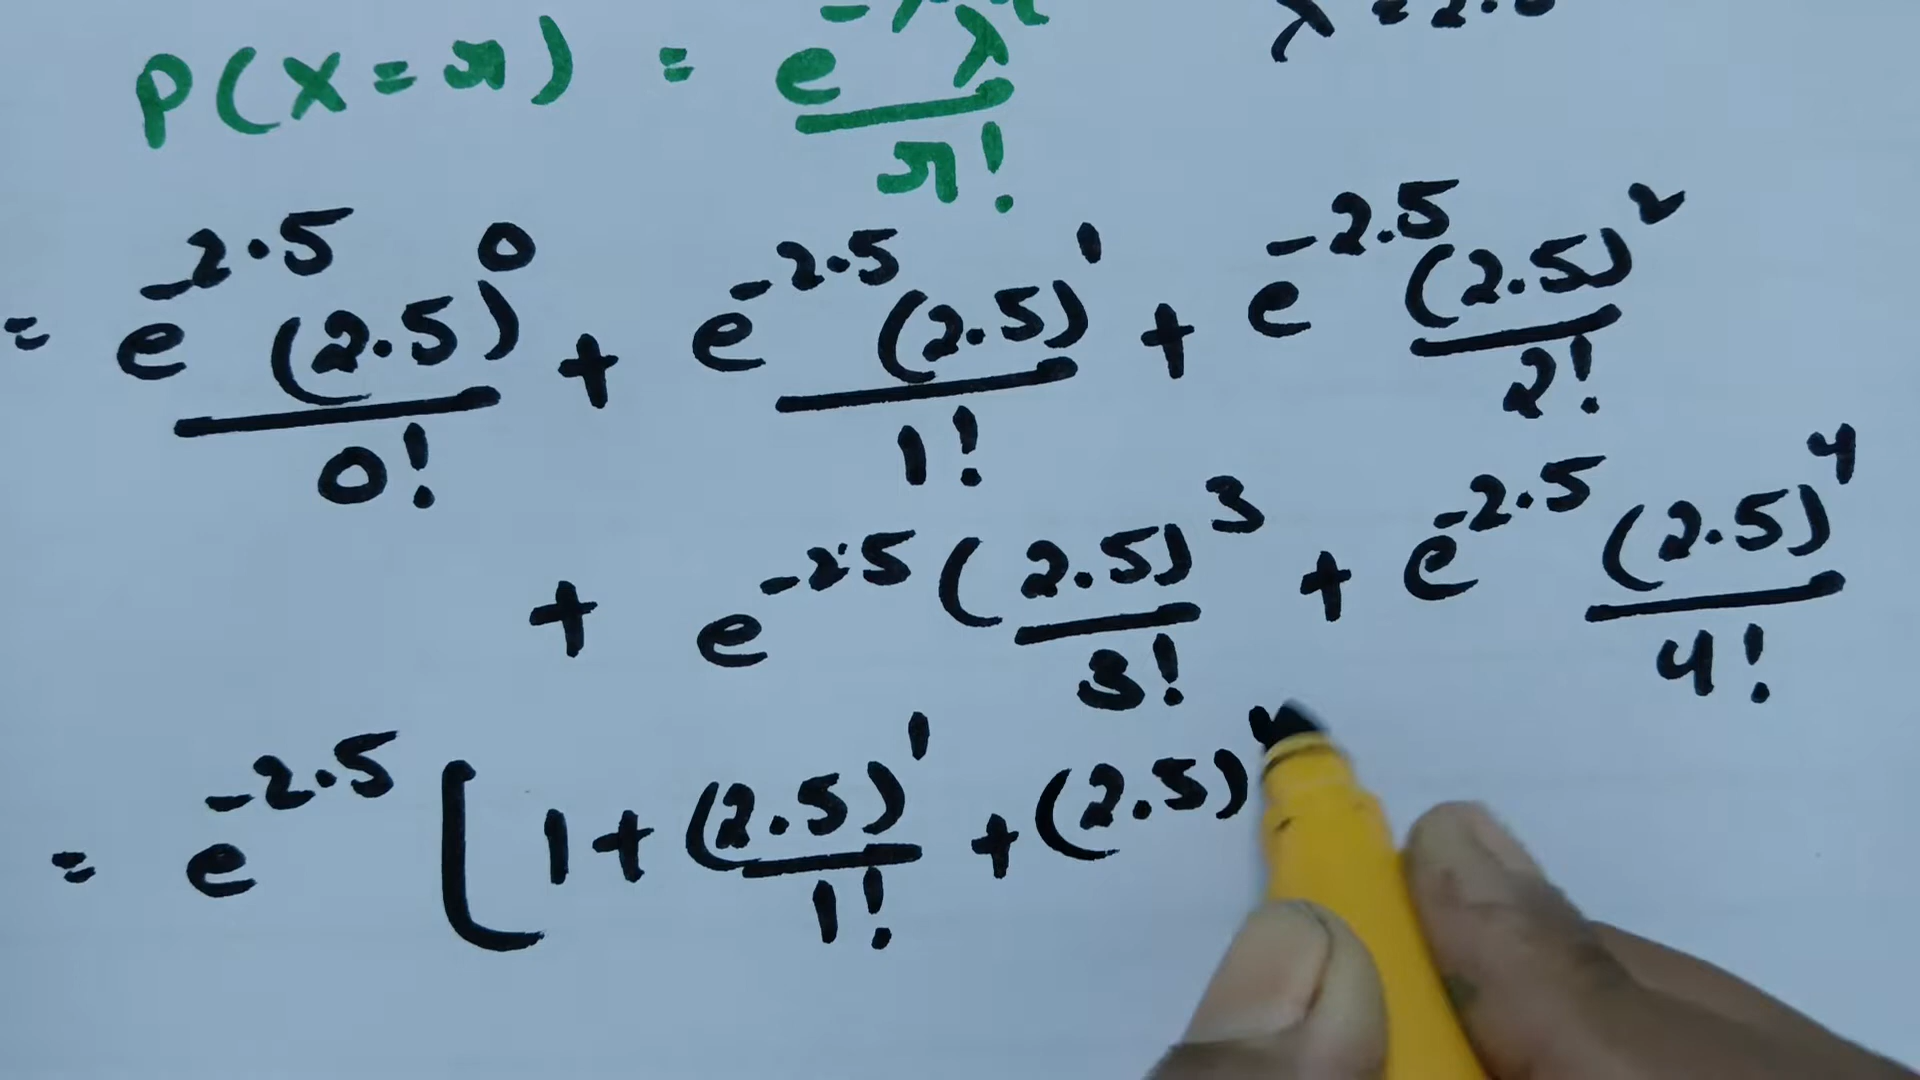 P(X=x) = e^-λ λ^x / x! λ = 2.5
= e^-2.5 (2.5)^0 / 0! + e^-2.5 (2.5)^1 / 1! + e^-2.5 (2.5)^2 / 2!
+ e^-2.5 (2.5)^3 / 3! + e^-2.5 (2.5)^4 / 4!
= e^-2.5 [ 1 + (2.5)^1 / 1! + (2.5)